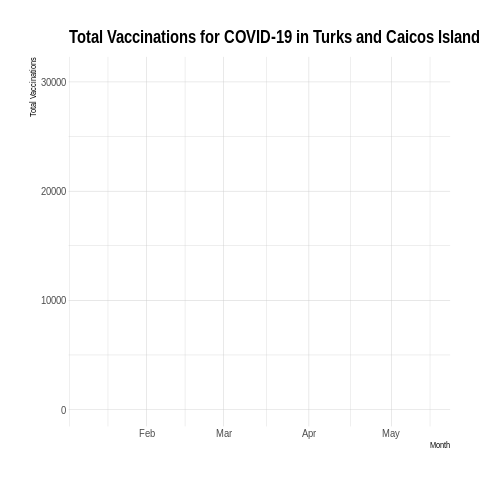 Total Vaccinations for COVID-19 in Turks and Caicos Island
Total Vaccinations
30000
20000
10000
0
Feb Mar Apr May
Month